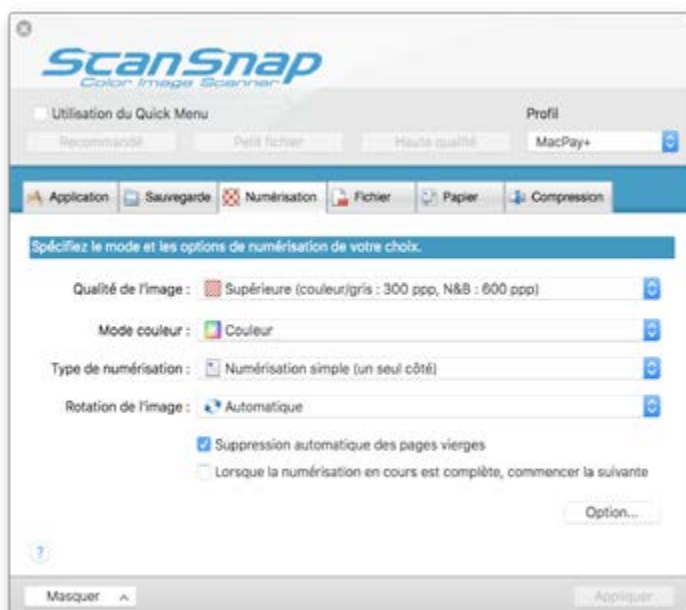 ScanSnap
Color Image Scanner
Utilisation du Quick Menu
Profil
Recommandé Petit fichier Haute qualité MacPay+
Application Sauvegarde Numérisation Fichier Papier Compression
Spécifiez le mode et les options de numérisation de votre choix.
Qualité de l'image : Supérieure (couleur/gris : 300 ppp, N&B : 600 ppp)
Mode couleur : Couleur
Type de numérisation : Numérisation simple (un seul côté)
Rotation de l'image : Automatique
Suppression automatique des pages vierges
Lorsque la numérisation en cours est complète, commencer la suivante
Option...
?
Masquer Appliquer